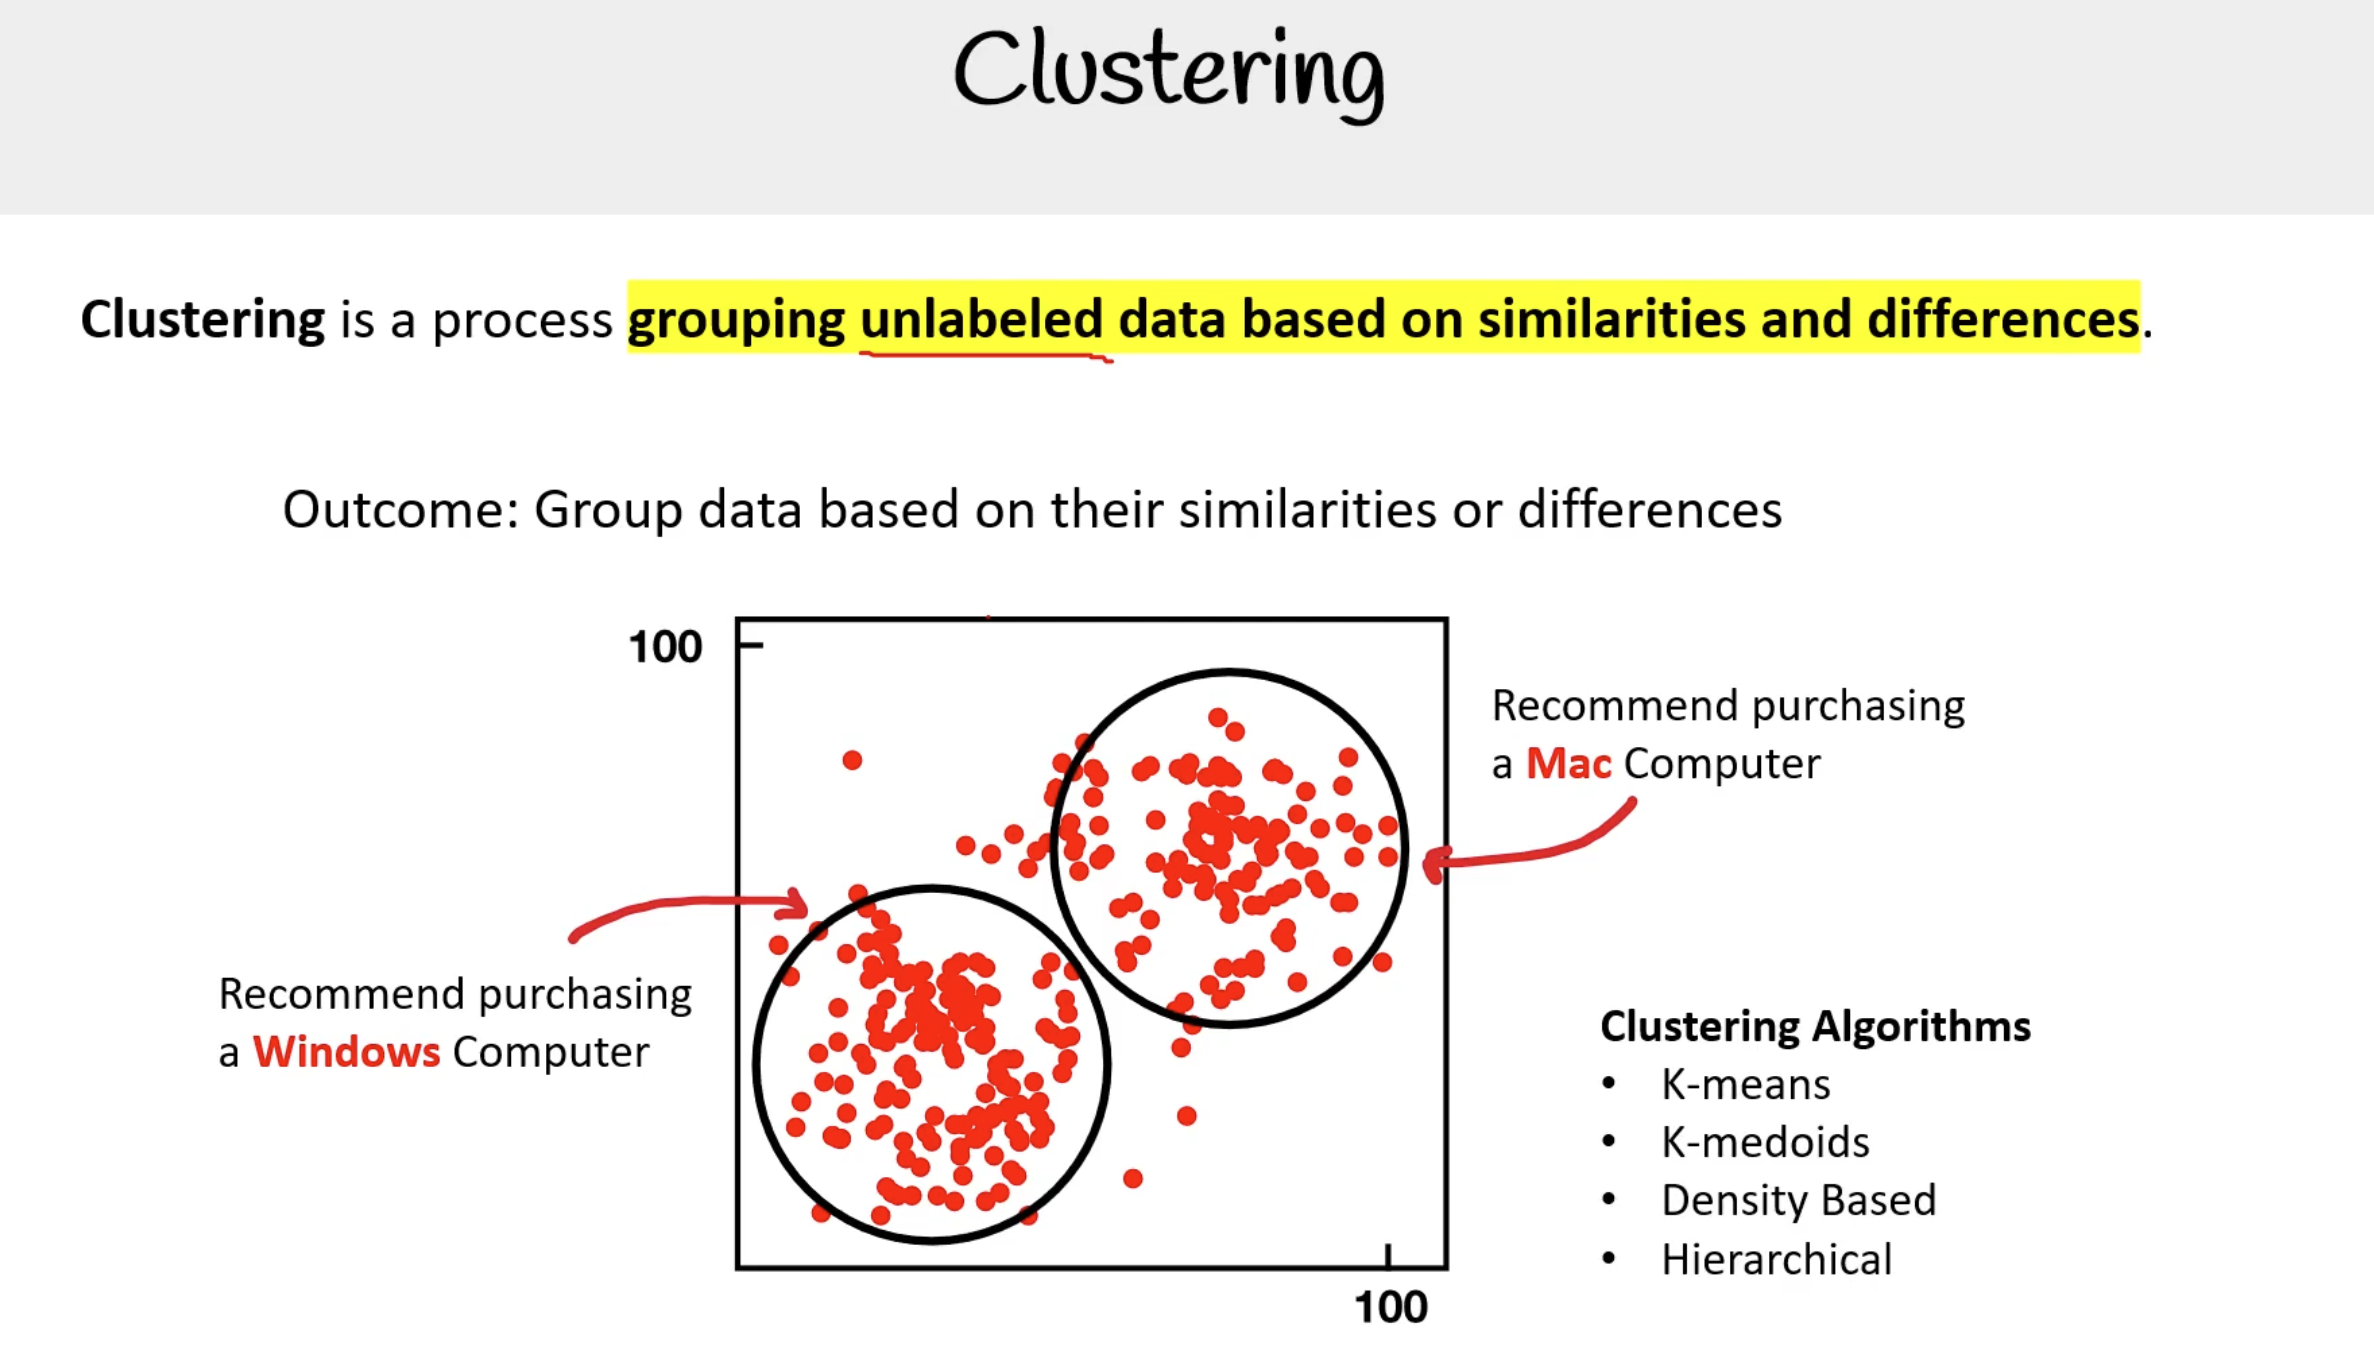 Clustering
Clustering is a process grouping unlabeled data based on similarities and differences.
Outcome: Group data based on their similarities or differences
100
Recommend purchasing
a Mac Computer
Recommend purchasing
a Windows Computer
Clustering Algorithms
• K-means
• K-medoids
• Density Based
• Hierarchical
100